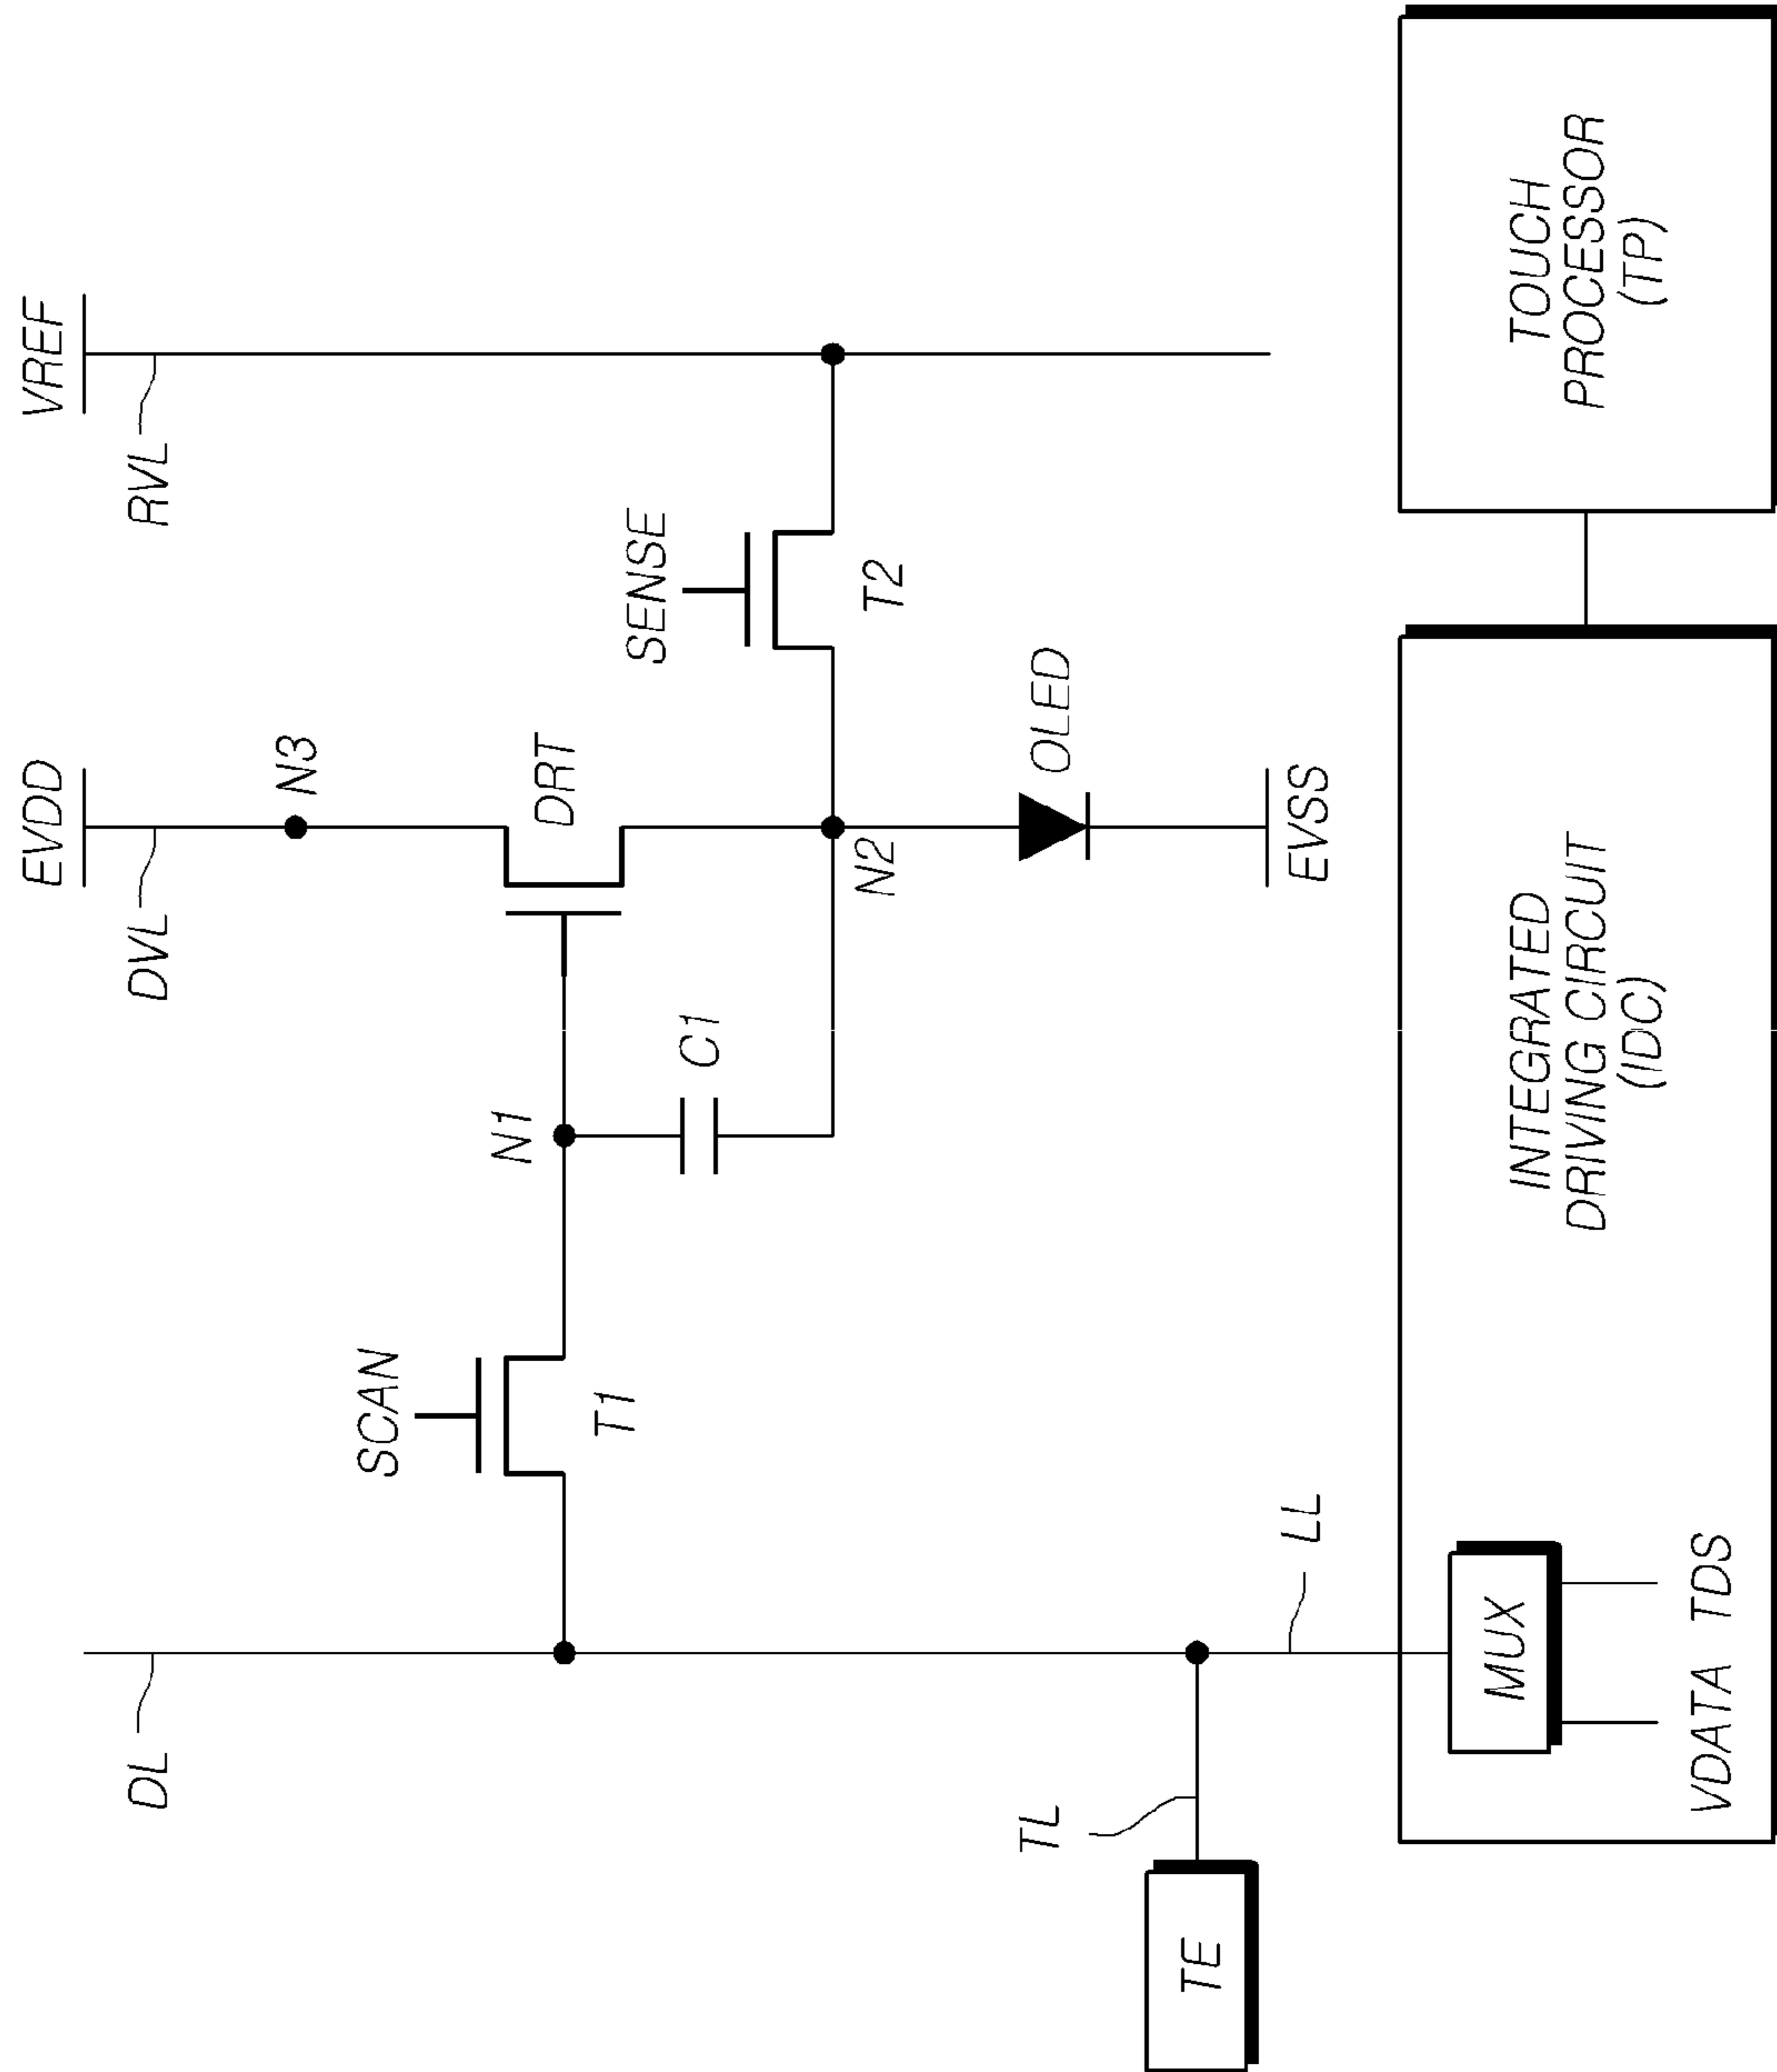 EVDD
VREF
DL
DVL
RVL
N3
SCAN
N1
DRT
SENSE
T1
C1
N2
T2
OLED
TL
LL
EVSS
TE
MUX
VDATA TDS
INTEGRATED
DRIVING CIRCUIT
(IDC)
TOUCH
PROCESSOR
(TP)